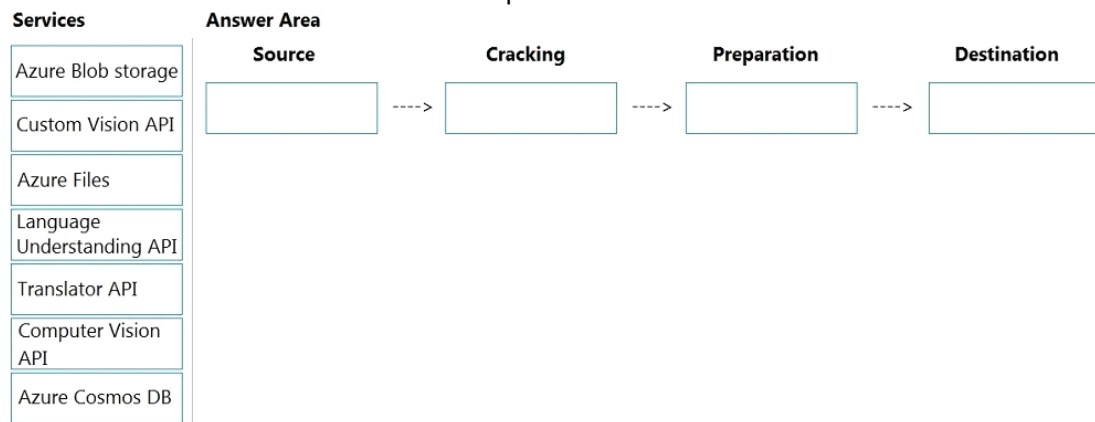 Services
Answer Area
Source
Cracking
Preparation
Destination
Azure Blob storage
Custom Vision API
Azure Files
Language
Understanding API
Translator API
Computer Vision
API
Azure Cosmos DB
---->
---->
---->